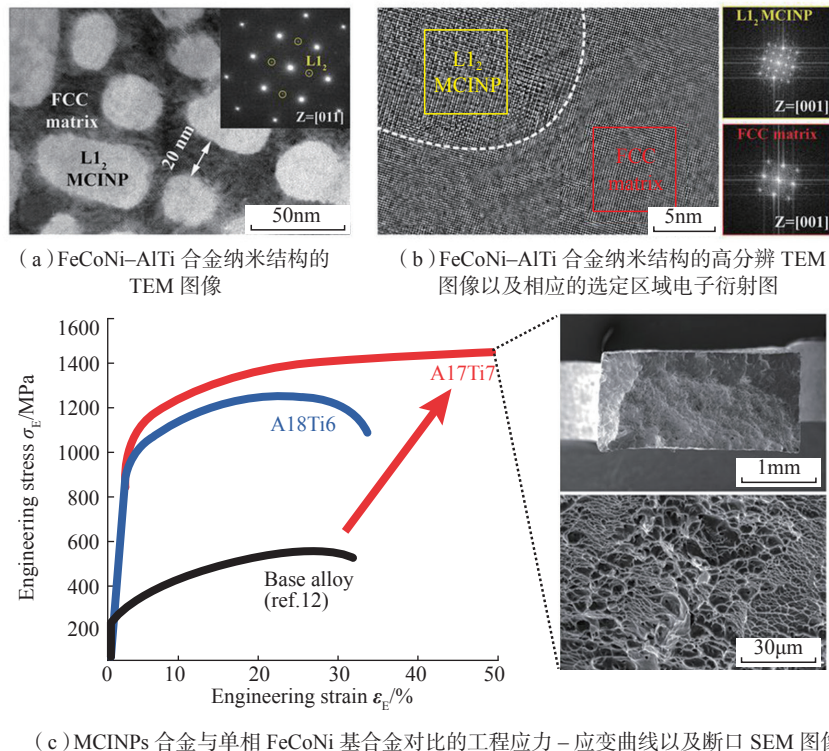 L1₂
Z=[011]
FCC
matrix
L1₂
MCINP
20 nm
50nm
L1₂
MCINP
FCC
matrix
5nm
L1₂ MCINP
Z=[001]
FCC matrix
Z=[001]
（a）FeCoNi–AlTi 合金纳米结构的
TEM 图像
（b）FeCoNi–AlTi 合金纳米结构的高分辨 TEM
图像以及相应的选定区域电子衍射图
Engineering stress σE/MPa
1600
1400
1200
1000
800
600
400
200
0
10
20
30
40
50
Engineering strain εE/%
A17Ti7
A18Ti6
Base alloy
(ref.12)
1mm
30μm
（c）MCINPs 合金与单相 FeCoNi 基合金对比的工程应力 – 应变曲线以及断口 SEM 图